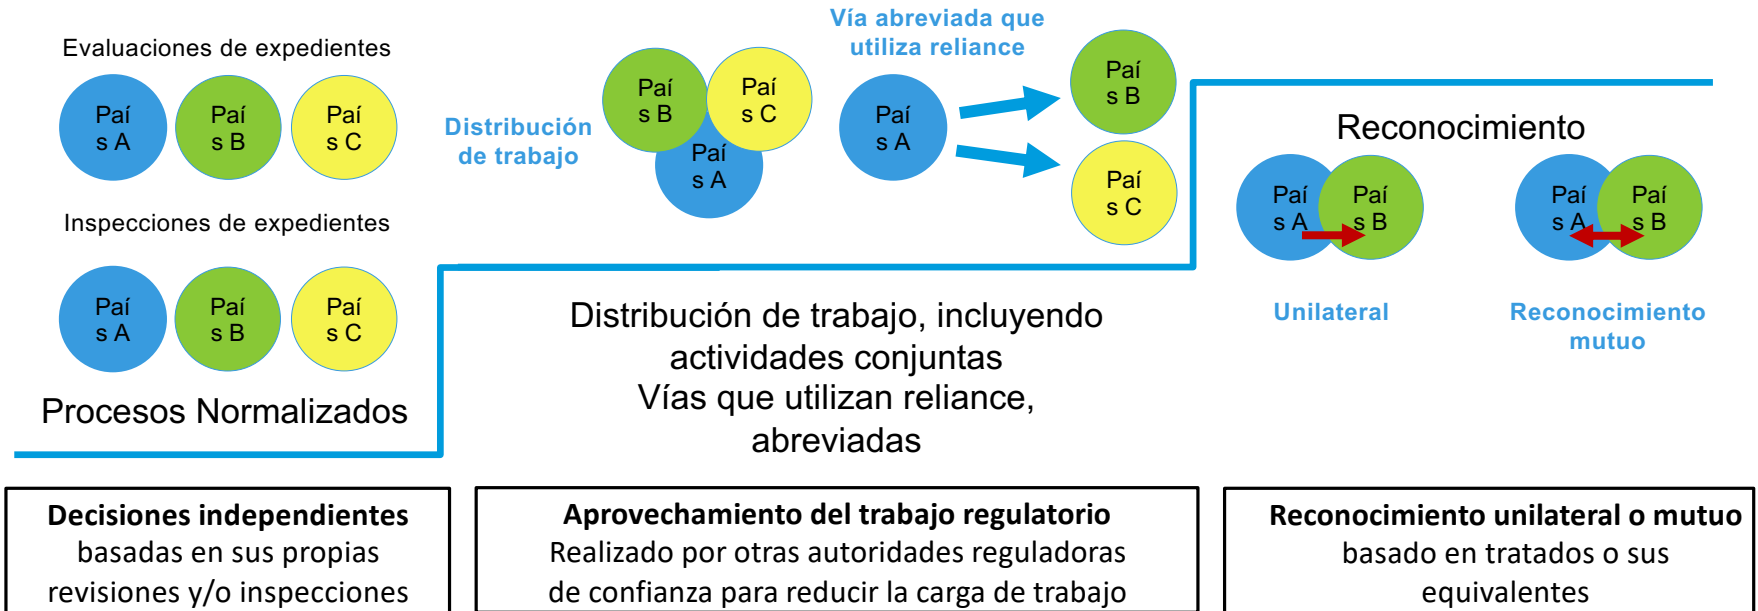 Evaluaciones de expedientes
Paí
s A
Paí
s B
Paí
s C
Inspecciones de expedientes
Paí
s A
Paí
s B
Paí
s C
Procesos Normalizados
Distribución
de trabajo
Paí
s B
Paí
s C
Paí
s A
Vía abreviada que
utiliza reliance
Paí
s A
Paí
s B
Paí
s C
Distribución de trabajo, incluyendo
actividades conjuntas
Vías que utilizan reliance,
abreviadas
Reconocimiento
Paí
s A
Paí
s B
Unilateral
Paí
s A
Paí
s B
Reconocimiento
mutuo
Decisiones independientes
basadas en sus propias
revisiones y/o inspecciones
Aprovechamiento del trabajo regulatorio
Realizado por otras autoridades reguladoras
de confianza para reducir la carga de trabajo
Reconocimiento unilateral o mutuo
basado en tratados o sus
equivalentes